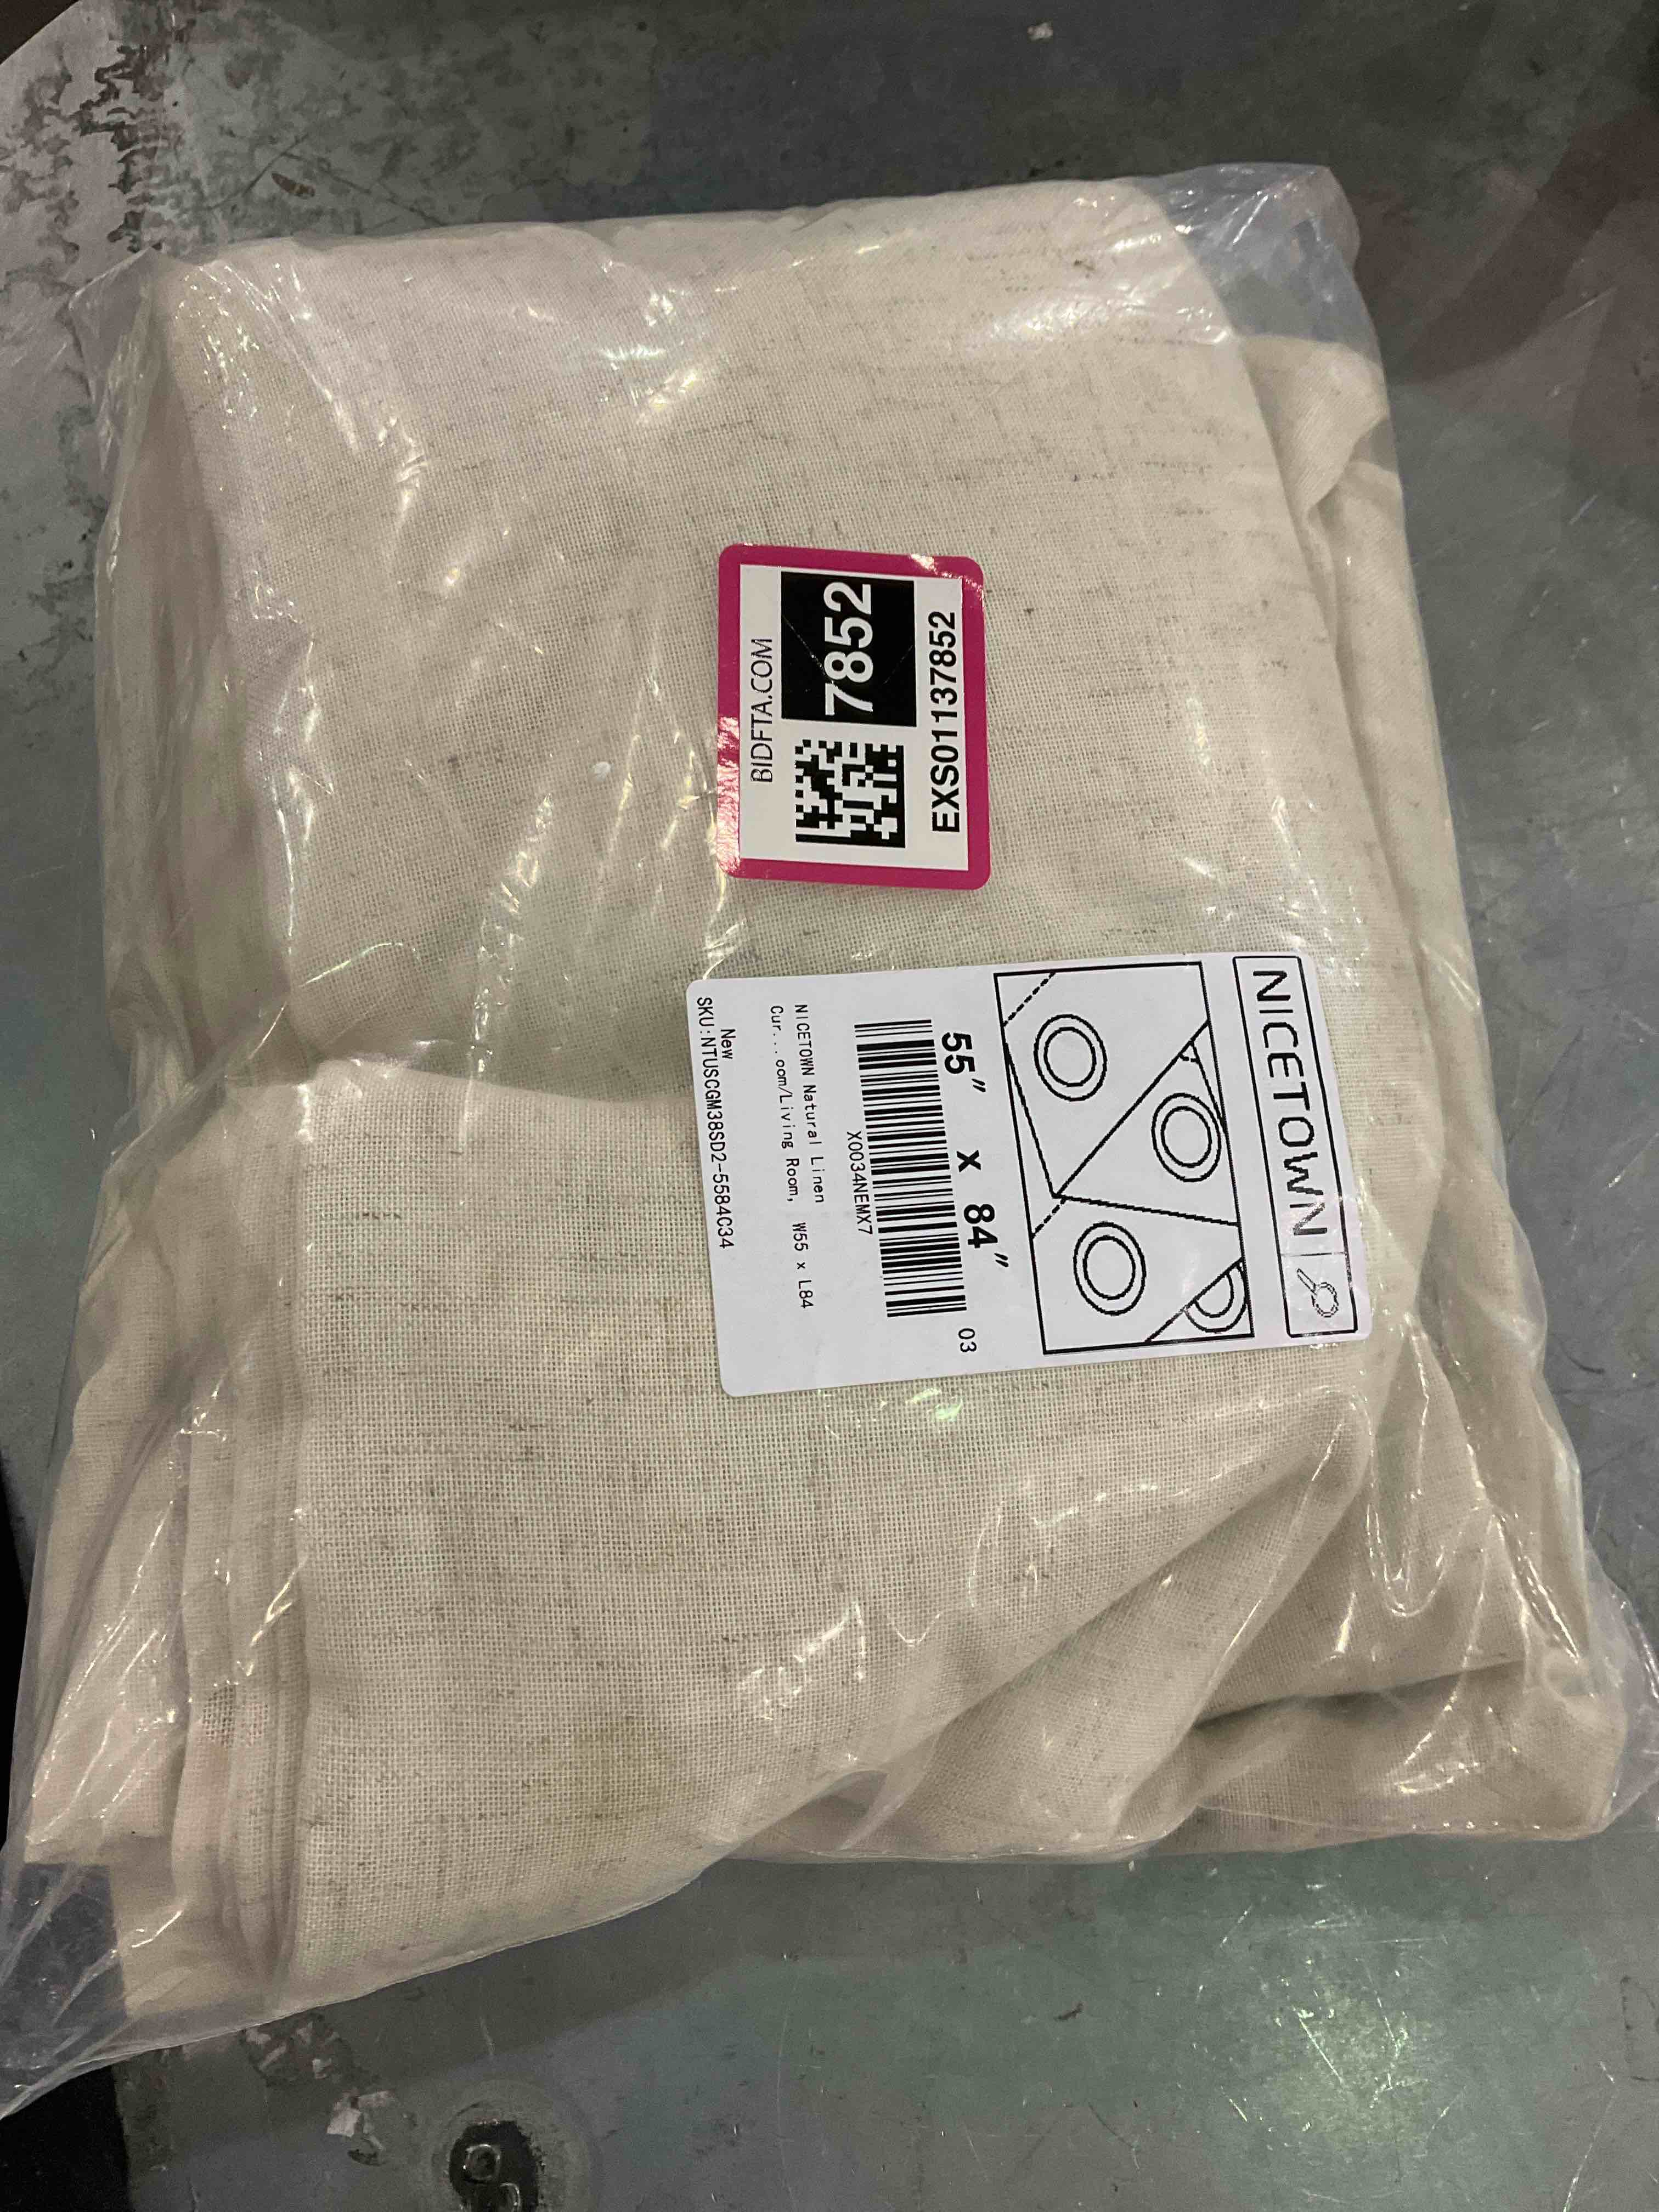 BIDFTA.COM
7852
EXS01137852
NICETOWN
55" x 84"
03
X0034NEMX7
NICETOWN Natural Linen
Cur...oom/Living Room, W55 x L84
New
SKU:NTUSCGM38SD2-5584C34